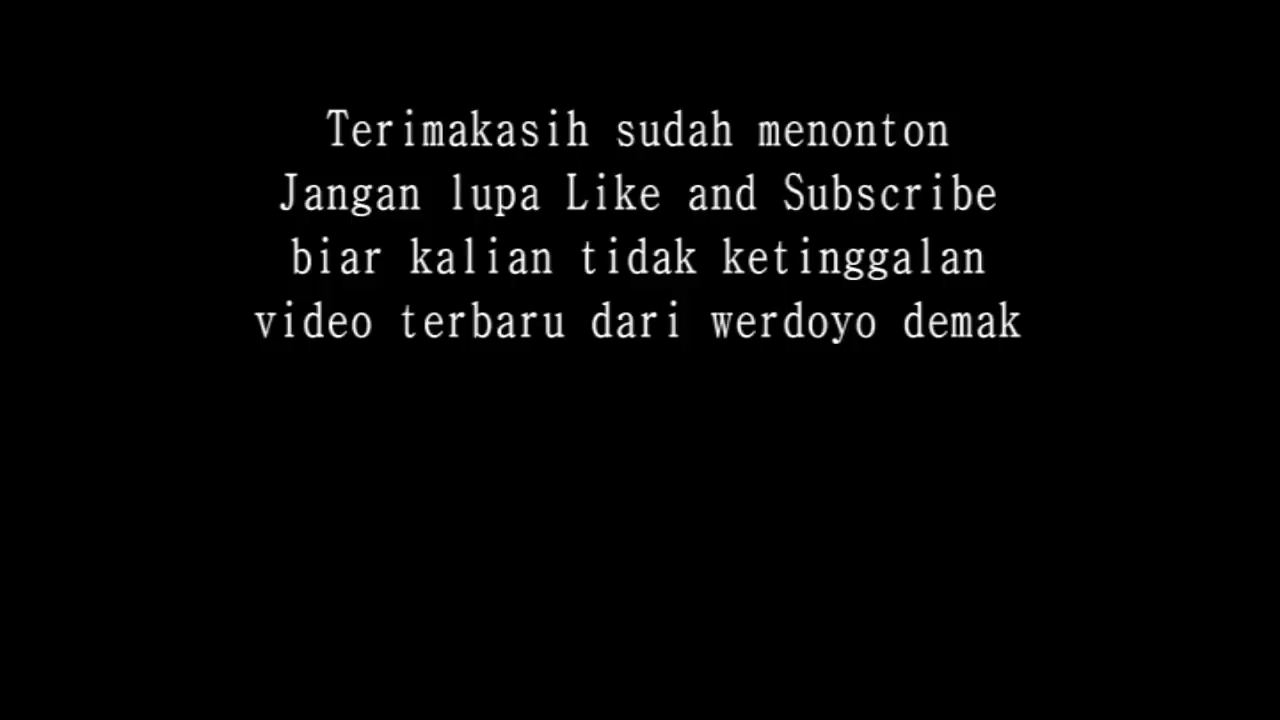 Terimakasih sudah menonton
Jangan lupa Like and Subscribe
biar kalian tidak ketinggalan
video terbaru dari werdoyo demak